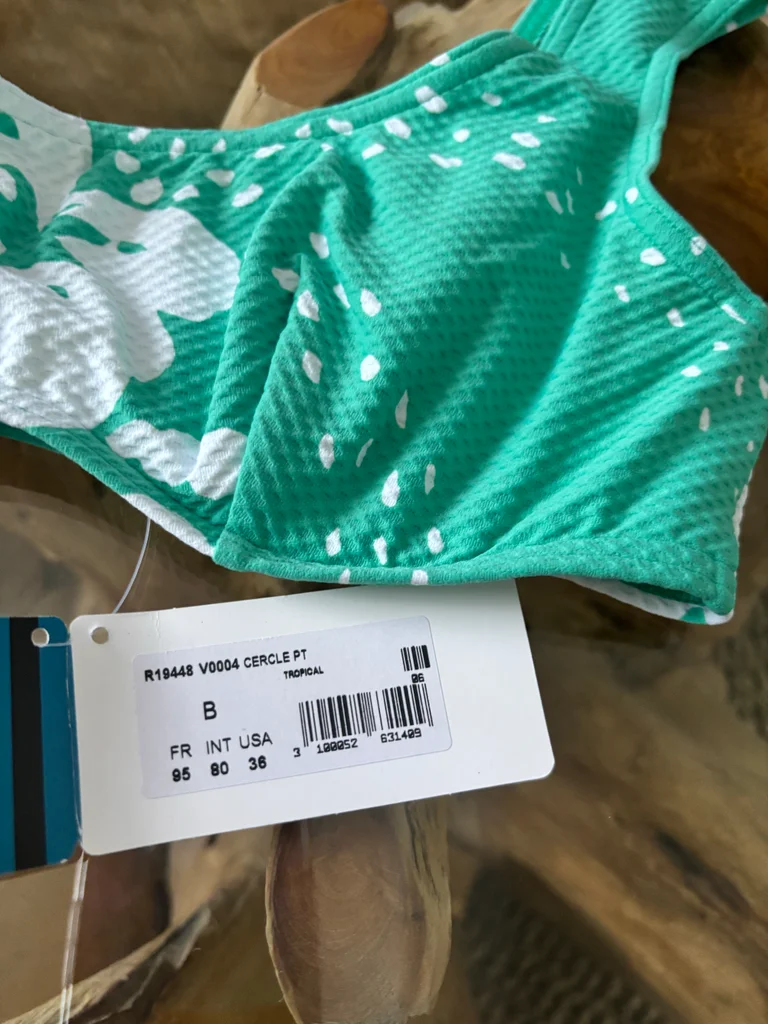 R19448 V0004 CERCLE PT
TROPICAL
06
B
FR INT USA
95 80 36
3 100052 631409